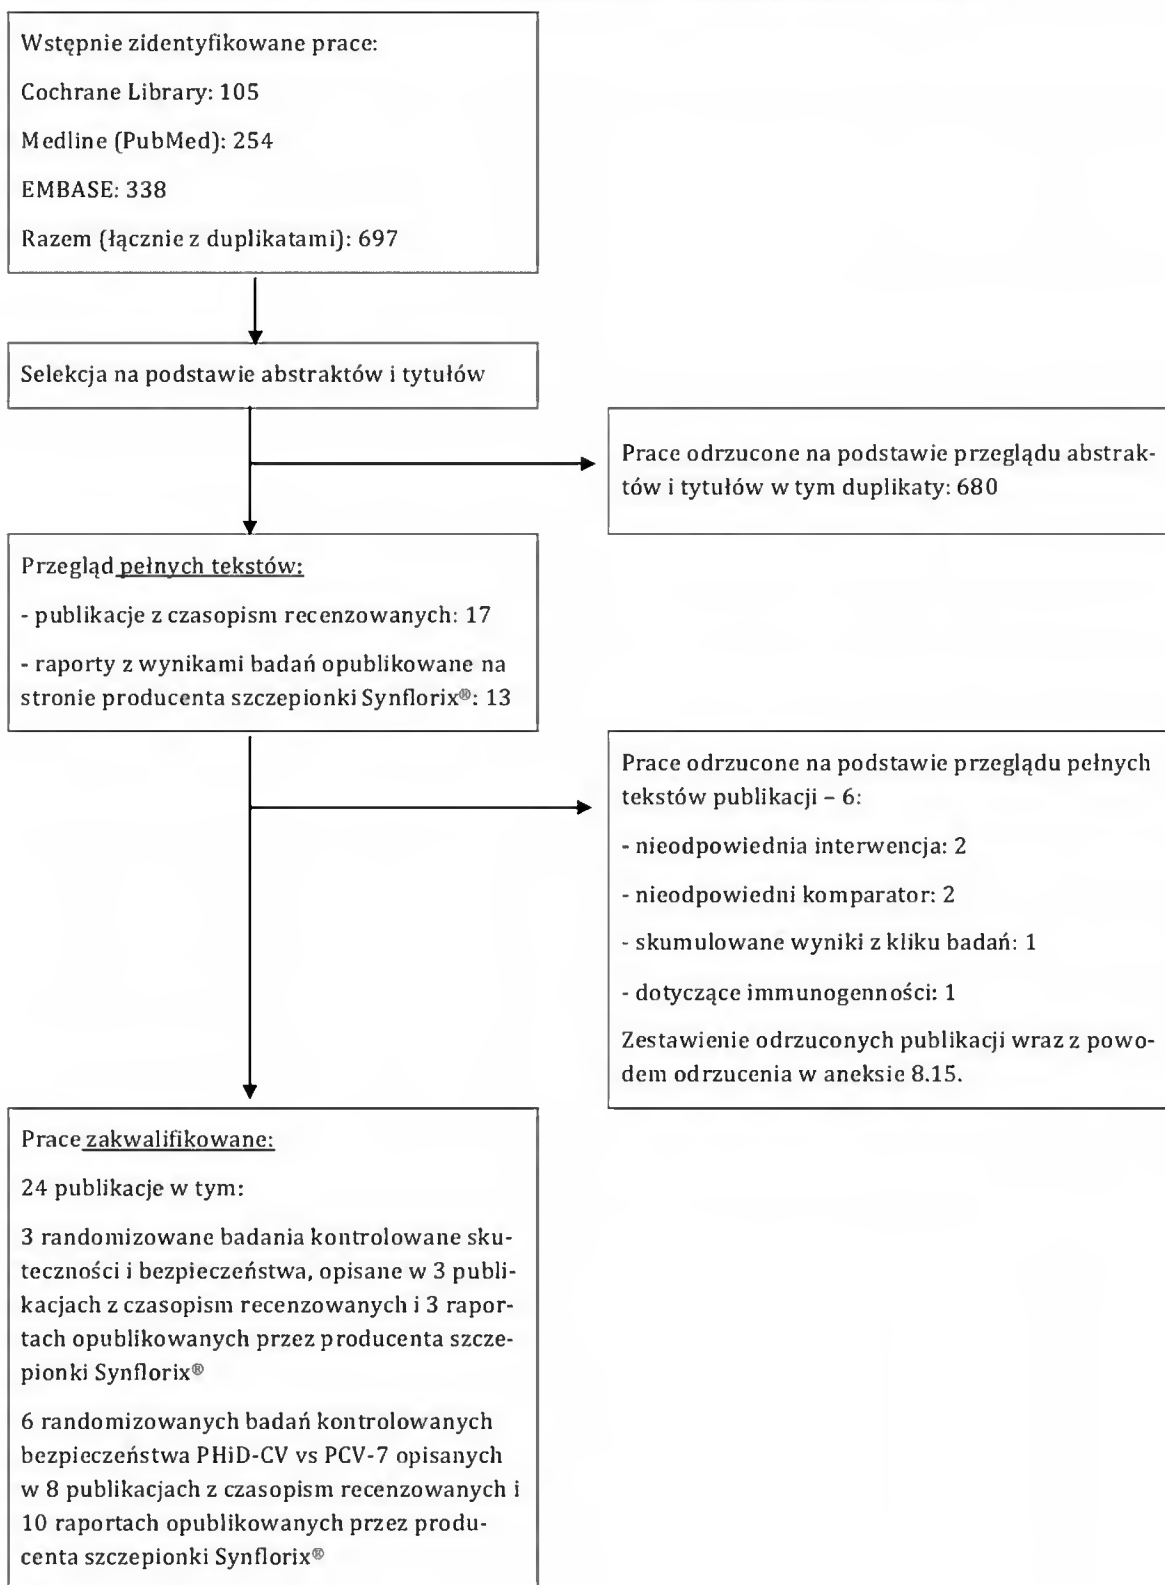 Wstępnie zidentyfikowane prace:
Cochrane Library: 105
Medline (PubMed): 254
EMBASE: 338
Razem (łącznie z duplikatami): 697
Selekcja na podstawie abstraktów i tytułów
Prace odrzucone na podstawie przeglądu abstrak-
tów i tytułów w tym duplikaty: 680
Przegląd pełnych tekstów:
- publikacje z czasopism recenzowanych: 17
- raporty z wynikami badań opublikowane na
stronie producenta szczepionki Synflorix®: 13
Prace odrzucone na podstawie przeglądu pełnych
tekstów publikacji – 6:
- nieodpowiednia interwencja: 2
- nieodpowiedni komparator: 2
- skumulowane wyniki z kliku badań: 1
- dotyczące immunogenności: 1
Zestawienie odrzuconych publikacji wraz z powo-
dem odrzucenia w aneksie 8.15.
Prace zakwalifikowane:
24 publikacje w tym:
3 randomizowane badania kontrolowane sku-
teczności i bezpieczeństwa, opisane w 3 publi-
kacjach z czasopism recenzowanych i 3 rapor-
tach opublikowanych przez producenta szcze-
pionki Synflorix®
6 randomizowanych badań kontrolowanych
bezpieczeństwa PHiD-CV vs PCV-7 opisanych
w 8 publikacjach z czasopism recenzowanych i
10 raportach opublikowanych przez produ-
centa szczepionki Synflorix®